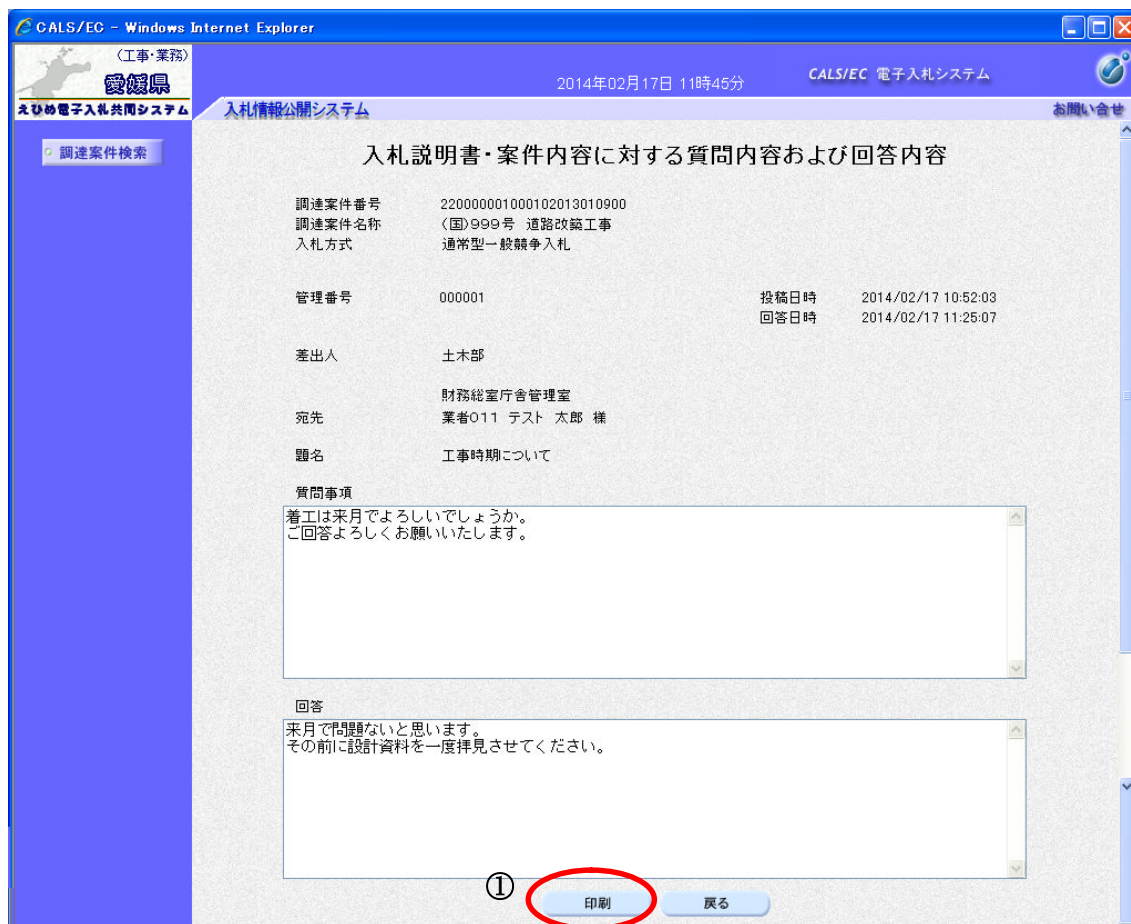 CALS/EC - Windows Internet Explorer
(工事・業務)
愛媛県
えひめ電子入札共同システム
2014年02月17日 11時45分
CALS/EC 電子入札システム
入札情報公開システム
お問い合せ
調達案件検索
入札説明書・案件内容に対する質問内容および回答内容
調達案件番号 220000001000102013010900
調達案件名称 (国)999号 道路改築工事
入札方式 通常型一般競争入札
管理番号 000001 投稿日時 2014/02/17 10:52:03
回答日時 2014/02/17 11:25:07
差出人 土木部
財務総室庁舎管理室
宛先 業者011 テスト 太郎 様
題名 工事時期について
質問事項
着工は来月でよろしいでしょうか。
ご回答よろしくお願いいたします。
回答
来月で問題ないと思います。
その前に設計資料を一度拝見させてください。
①
印刷 戻る